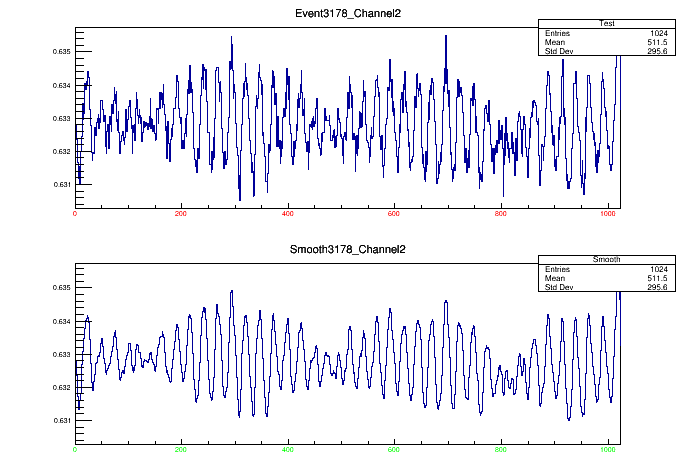 Event3178_Channel2
Test
Entries 1024
Mean 511.5
Std Dev 295.6
0.635
0.634
0.633
0.632
0.631
0 200 400 600 800 1000
Smooth3178_Channel2
Smooth
Entries 1024
Mean 511.5
Std Dev 295.6
0.635
0.634
0.633
0.632
0.631
0 200 400 600 800 1000